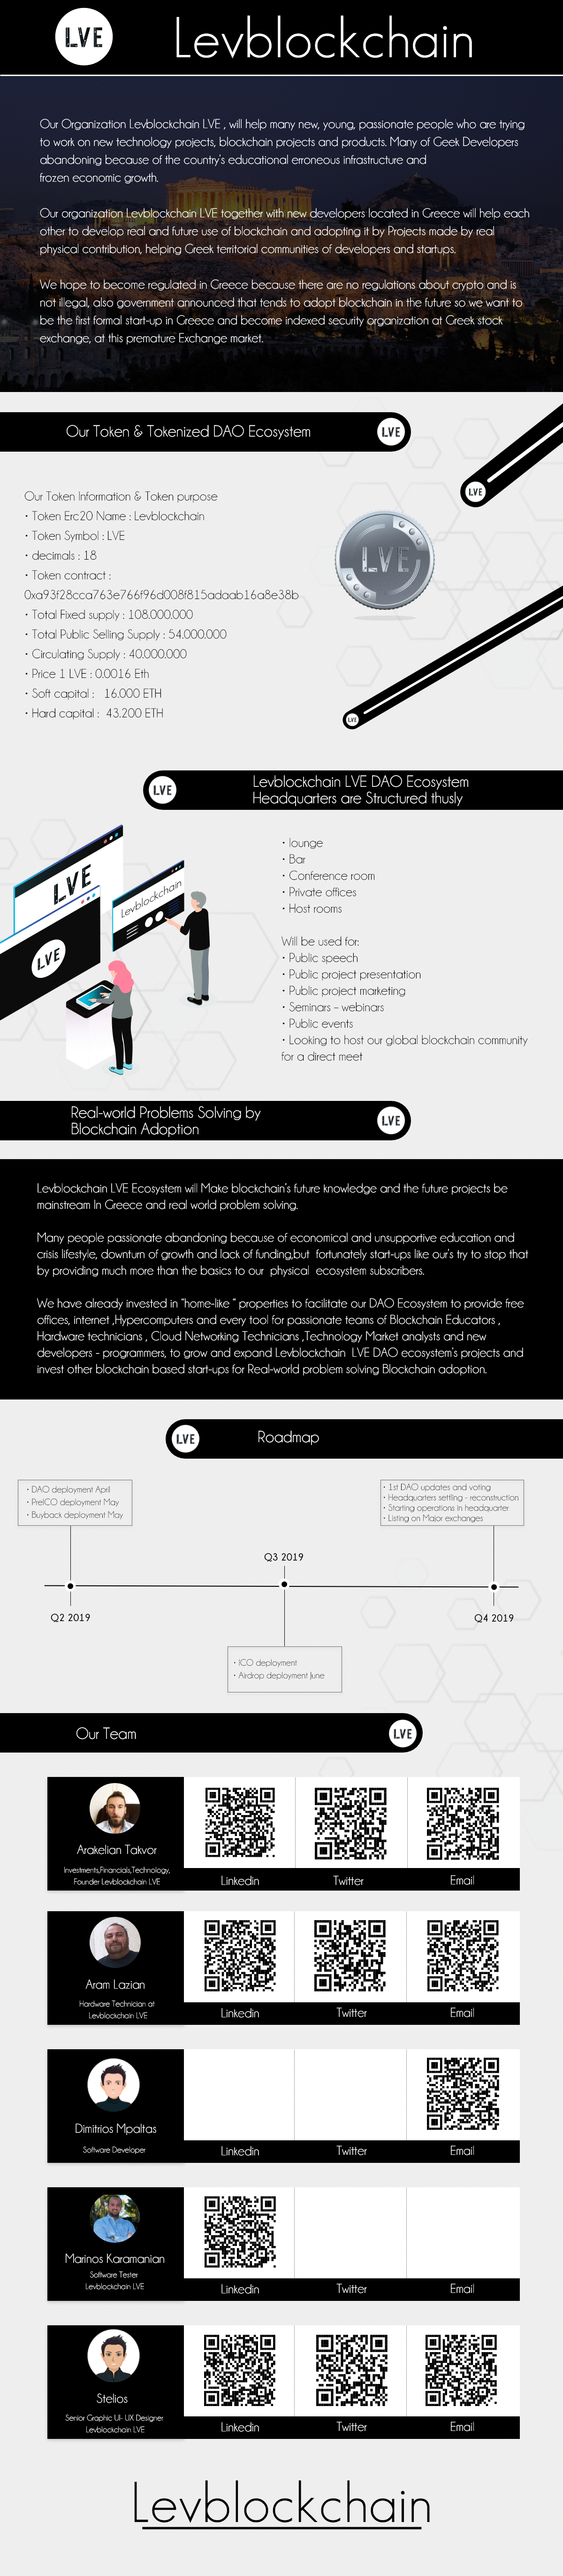 LVE
Levblockchain
Our Organization Levblockchain LVE , will help many new, young, passionate people who are trying
to work on new technology projects, blockchain projects and products. Many of Geek Developers
abandoning because of the country's educational erroneous infrastructure and
frozen economic growth.
Our organization Levblockchain LVE together with new developers located in Greece will help each
other to develop real and future use of blockchain and adopting it by Projects made by real
physical contribution, helping Greek territorial communities of developers and startups.
We hope to become regulated in Greece because there are no regulations about crypto and is
not illegal, also government announced that tends to adopt blockchain in the future so we want to
be the first formal start-up in Greece and become indexed security organization at Greek stock
exchange, at this premature Exchange market.
Our Token & Tokenized DAO Ecosystem
LVE
LVE
Our Token Information & Token purpose
• Token Erc20 Name : Levblockchain
• Token Symbol : LVE
• decimals : 18
• Token contract :
0xa93f28cca763e766f96d008f815adaab16a8e38b
• Total Fixed supply : 108.000.000
• Total Public Selling Supply : 54.000.000
• Circulating Supply : 40.000.000
• Price 1 LVE : 0.0016 Eth
• Soft capital : 16.000 ETH
• Hard capital : 43.200 ETH
LVE
LVE
LVE
Levblockchain LVE DAO Ecosystem
Headquarters are Structured thusly
LVE
Levblockchain
LVE
• lounge
• Bar
• Conference room
• Private offices
• Host rooms
Will be used for:
• Public speech
• Public project presentation
• Public project marketing
• Seminars – webinars
• Public events
• Looking to host our global blockchain community
for a direct meet
Real-world Problems Solving by
Blockchain Adoption
LVE
Levblockchain LVE Ecosystem will Make blockchain's future knowledge and the future projects be
mainstream In Greece and real world problem solving.
Many people passionate abandoning because of economical and unsupportive education and
crisis lifestyle, downturn of growth and lack of funding,but fortunately start-ups like our's try to stop that
by providing much more than the basics to our physical ecosystem subscribers.
We have already invested in "home-like " properties to facilitate our DAO Ecosystem to provide free
offices, internet ,Hypercomputers and every tool for passionate teams of Blockchain Educators ,
Hardware technicians , Cloud Networking Technicians ,Technology Market analysts and new
developers - programmers, to grow and expand Levblockchain LVE DAO ecosystem's projects and
invest other blockchain based start-ups for Real-world problem solving Blockchain adoption.
LVE
Roadmap
• DAO deployment April
• PreICO deployment May
• Buyback deployment May
• 1st DAO updates and voting
• Headquarters settling - reconstruction
• Starting operations in headquarter
• Listing on Major exchanges
Q3 2019
Q2 2019
Q4 2019
• ICO deployment
• Airdrop deployment June
Our Team
LVE
Arakelian Takvor
Investments,Financials,Technology,
Founder Levblockchain LVE
Linkedin
Twitter
Email
Aram Lazian
Hardware Technician at
Levblockchain LVE
Linkedin
Twitter
Email
Dimitrios Mpaltas
Software Developer
Linkedin
Twitter
Email
Marinos Karamanian
Software Tester
Levblockchain LVE
Linkedin
Twitter
Email
Stelios
Senior Graphic UI- UX Designer
Levblockchain LVE
Linkedin
Twitter
Email
Levblockchain